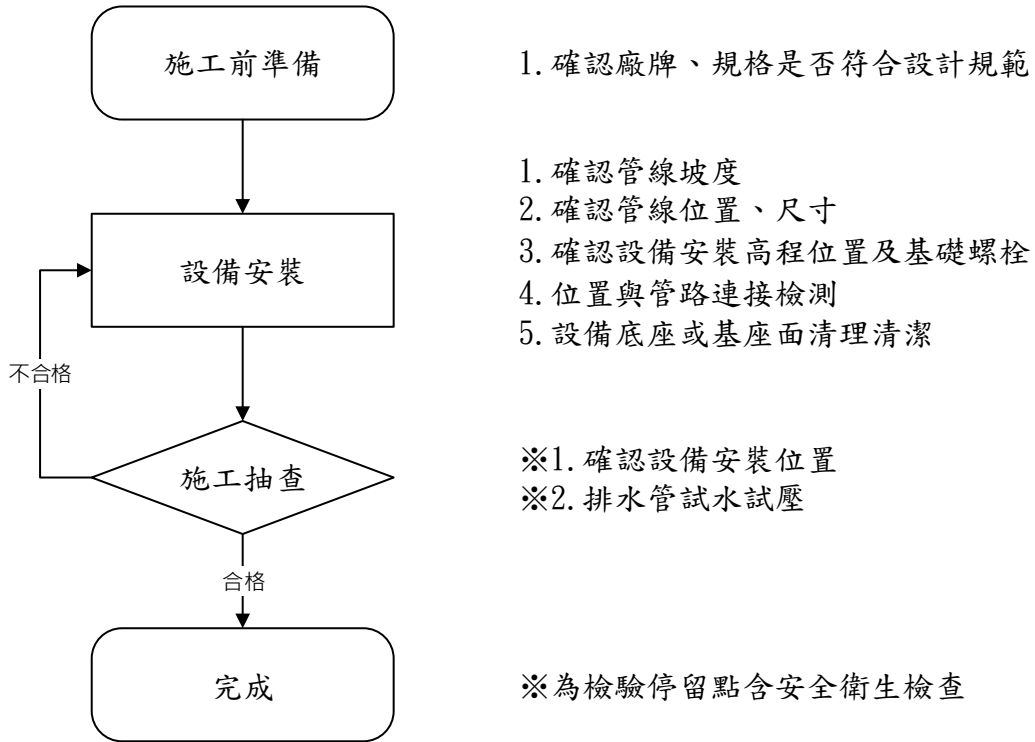 施工前準備
1.確認廠牌、規格是否符合設計規範
1.確認管線坡度
2.確認管線位置、尺寸
設備安裝
3.確認設備安裝高程位置及基礎螺栓
4.位置與管路連接檢測
5.設備底座或基座面清理清潔
不合格
施工抽查
※1.確認設備安裝位置
※2.排水管試水試壓
合格
完成
※為檢驗停留點含安全衛生檢查